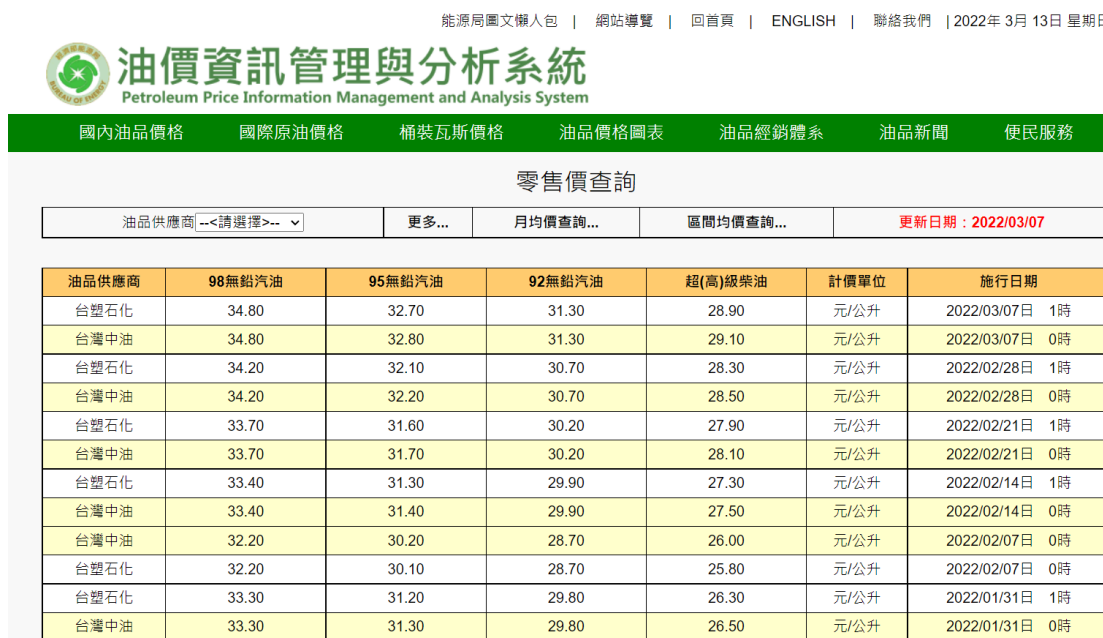 能源局圖文懶人包 | 網站導覽 | 回首頁 | ENGLISH | 聯絡我們 | 2022年 3月 13日 星期日
油價資訊管理與分析系統
Petroleum Price Information Management and Analysis System
國內油品價格 國際原油價格 桶裝瓦斯價格 油品價格圖表 油品經銷體系 油品新聞 便民服務
零售價查詢
油品供應商 --<請選擇>-- 更多... 月均價查詢... 區間均價查詢... 更新日期：2022/03/07
油品供應商 98無鉛汽油 95無鉛汽油 92無鉛汽油 超(高)級柴油 計價單位 施行日期
台塑石化 34.80 32.70 31.30 28.90 元/公升 2022/03/07日 1時
台灣中油 34.80 32.80 31.30 29.10 元/公升 2022/03/07日 0時
台塑石化 34.20 32.10 30.70 28.30 元/公升 2022/02/28日 1時
台灣中油 34.20 32.20 30.70 28.50 元/公升 2022/02/28日 0時
台塑石化 33.70 31.60 30.20 27.90 元/公升 2022/02/21日 1時
台灣中油 33.70 31.70 30.20 28.10 元/公升 2022/02/21日 0時
台塑石化 33.40 31.30 29.90 27.30 元/公升 2022/02/14日 1時
台灣中油 33.40 31.40 29.90 27.50 元/公升 2022/02/14日 0時
台灣中油 32.20 30.20 28.70 26.00 元/公升 2022/02/07日 0時
台塑石化 32.20 30.10 28.70 25.80 元/公升 2022/02/07日 0時
台塑石化 33.30 31.20 29.80 26.30 元/公升 2022/01/31日 1時
台灣中油 33.30 31.30 29.80 26.50 元/公升 2022/01/31日 0時